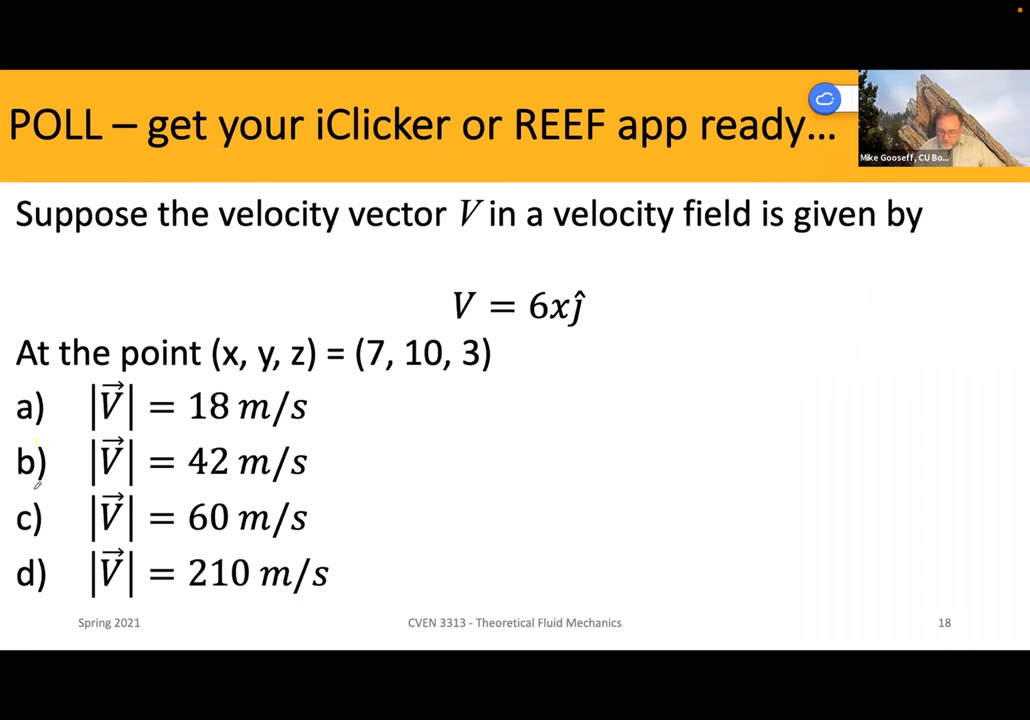 POLL – get your iClicker or REEF app ready...
Mike Gooseff, CU Bo...
Suppose the velocity vector V in a velocity field is given by
V = 6xĵ
At the point (x, y, z) = (7, 10, 3)
a) |V⃗| = 18 m/s
b) |V⃗| = 42 m/s
c) |V⃗| = 60 m/s
d) |V⃗| = 210 m/s
Spring 2021
CVEN 3313 - Theoretical Fluid Mechanics
18